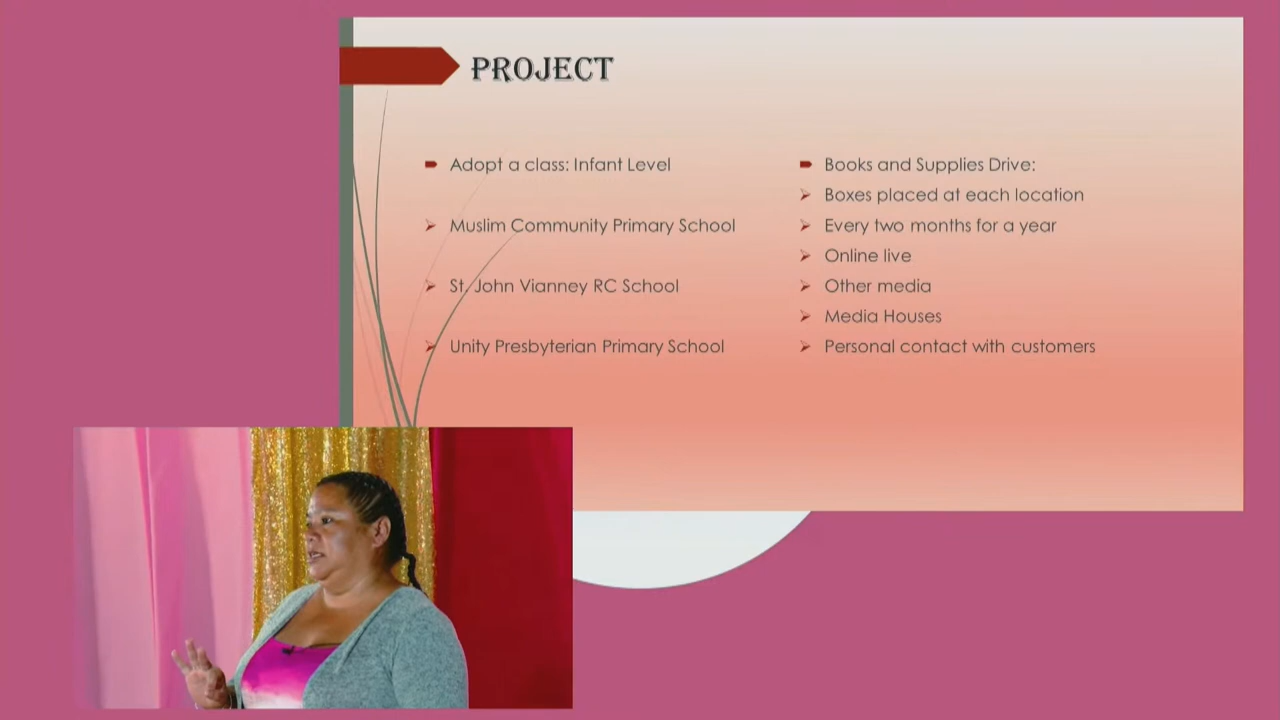 PROJECT
Adopt a class: Infant Level
Muslim Community Primary School
St. John Vianney RC School
Unity Presbyterian Primary School
Books and Supplies Drive:
Boxes placed at each location
Every two months for a year
Online live
Other media
Media Houses
Personal contact with customers